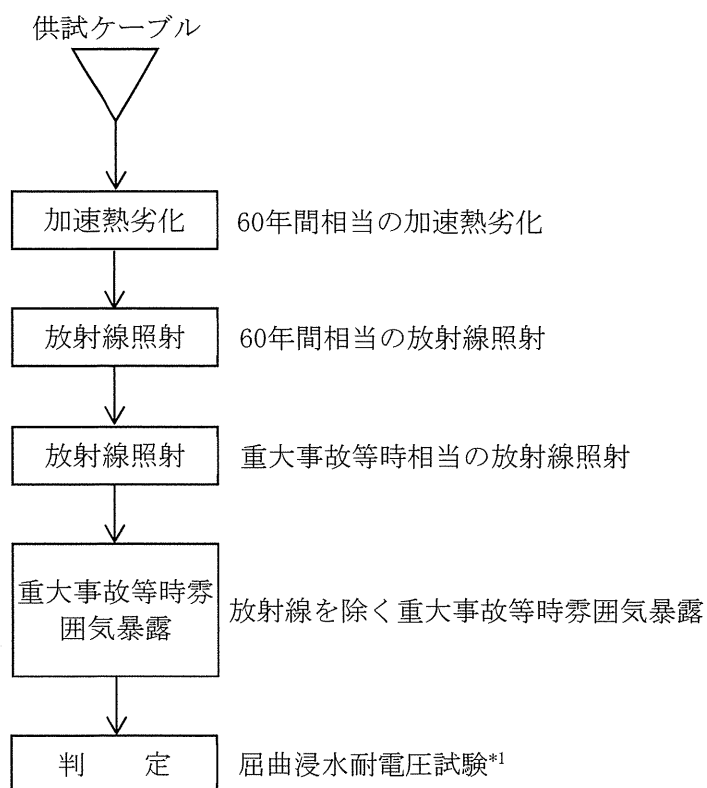 供試ケーブル
加速熱劣化 60年間相当の加速熱劣化
放射線照射 60年間相当の放射線照射
放射線照射 重大事故等時相当の放射線照射
重大事故等時雰
囲気暴露
放射線を除く重大事故等時雰囲気暴露
判 定 屈曲浸水耐電圧試験*1